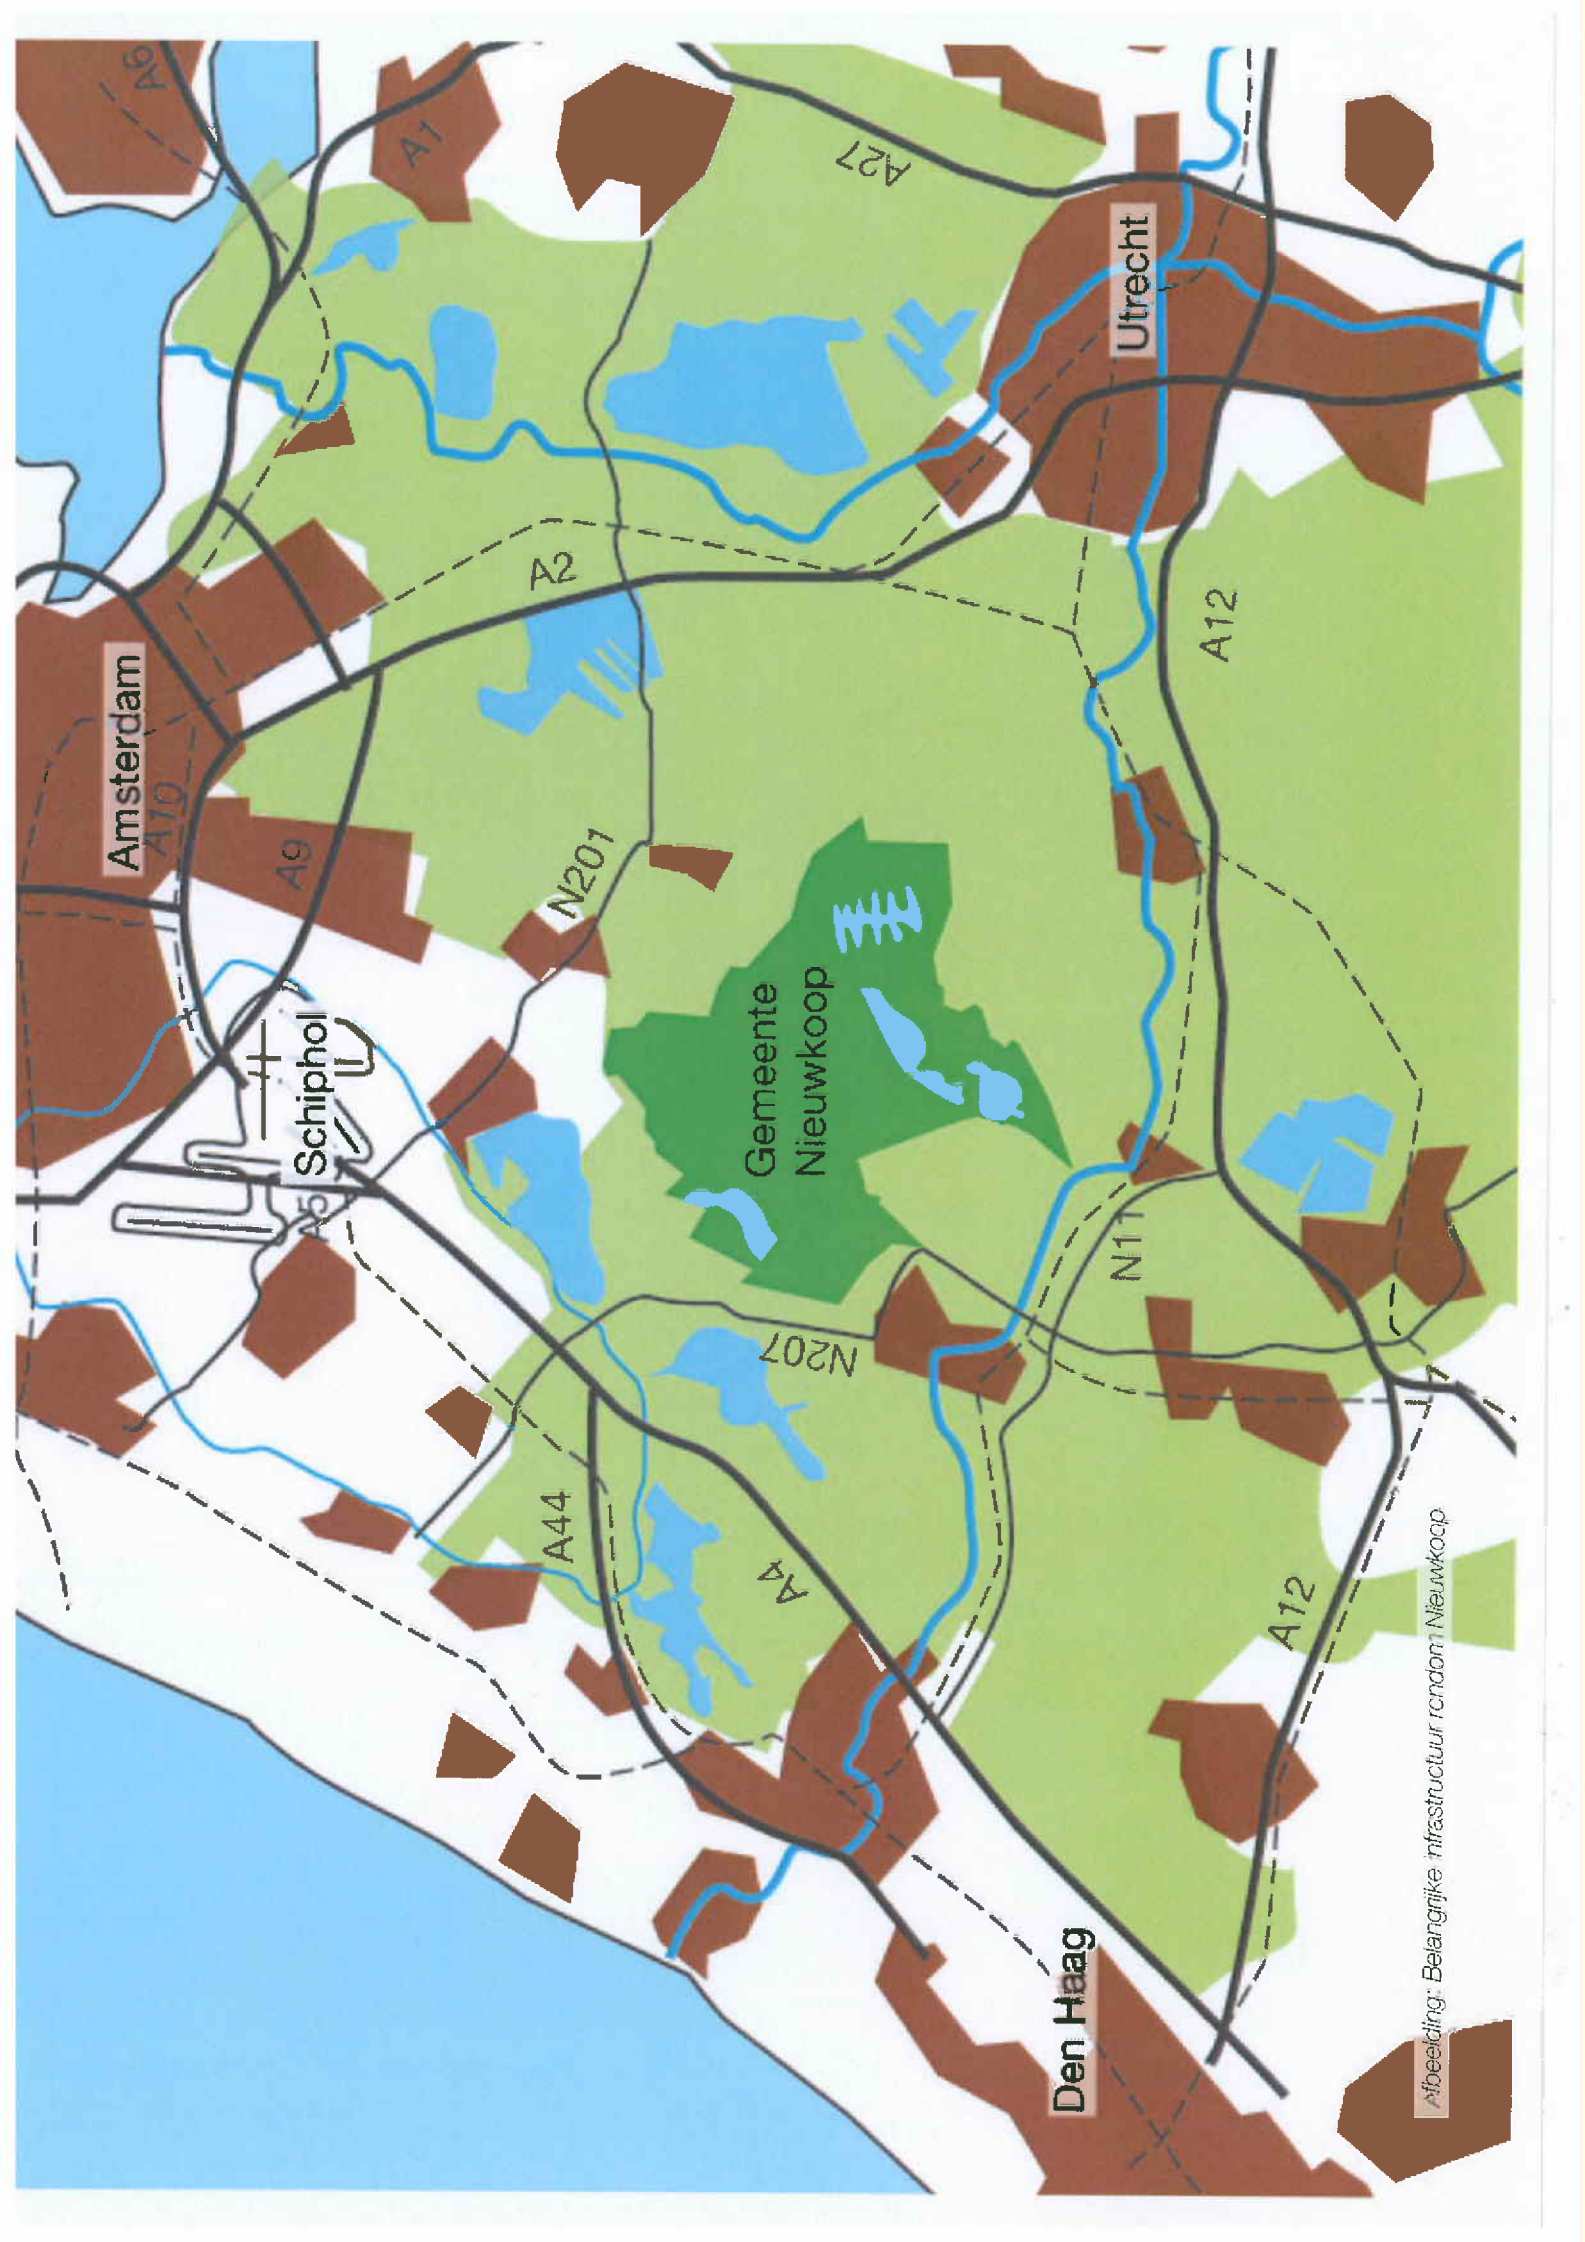 Amsterdam
A10
A6
A1
A9
Schiphol
A5
A2
N201
A44
A4
N207
Gemeente
Nieuwkoop
A27
Utrecht
A12
N11
Den Haag
A12
Afbeelding: Belangrijke infrastructuur rondom Nieuwkoop